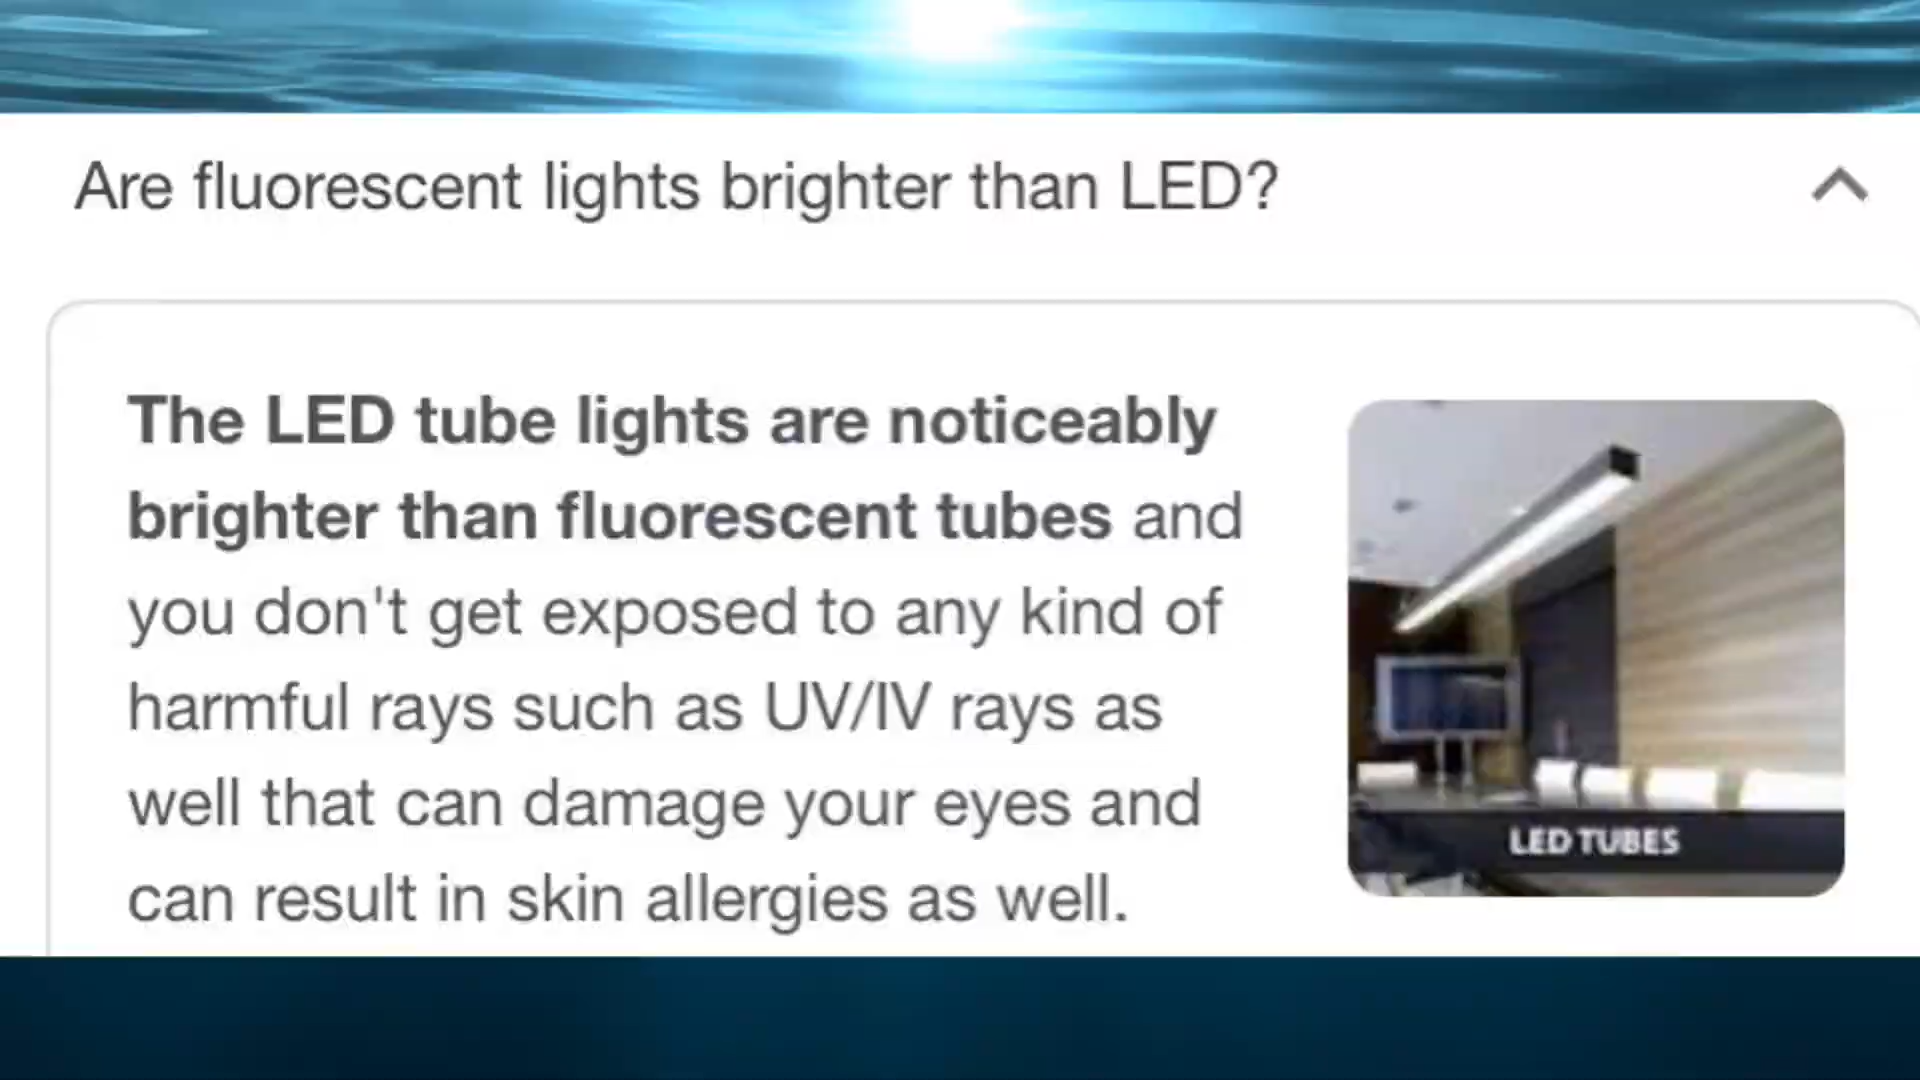 Are fluorescent lights brighter than LED?
The LED tube lights are noticeably
brighter than fluorescent tubes and
you don't get exposed to any kind of
harmful rays such as UV/IV rays as
well that can damage your eyes and
can result in skin allergies as well.
LED TUBES